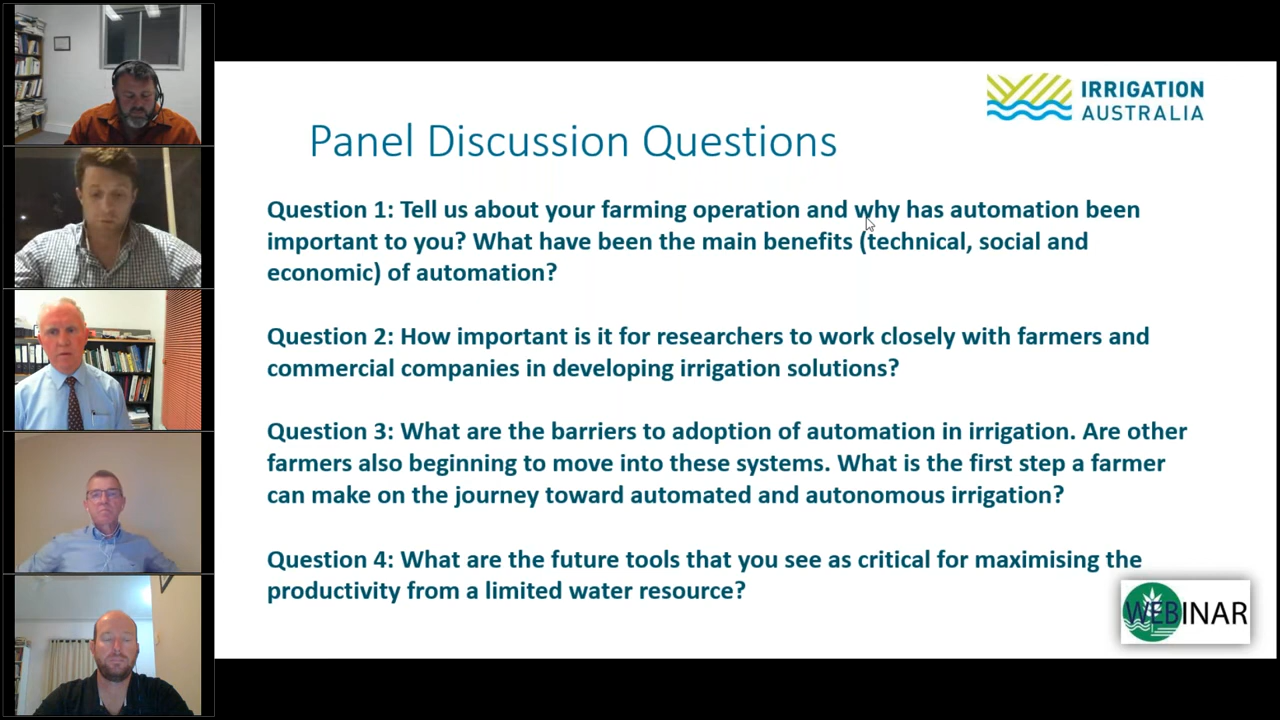 IRRIGATION
AUSTRALIA
Panel Discussion Questions
Question 1: Tell us about your farming operation and why has automation been
important to you? What have been the main benefits (technical, social and
economic) of automation?
Question 2: How important is it for researchers to work closely with farmers and
commercial companies in developing irrigation solutions?
Question 3: What are the barriers to adoption of automation in irrigation. Are other
farmers also beginning to move into these systems. What is the first step a farmer
can make on the journey toward automated and autonomous irrigation?
Question 4: What are the future tools that you see as critical for maximising the
productivity from a limited water resource?
WEBINAR